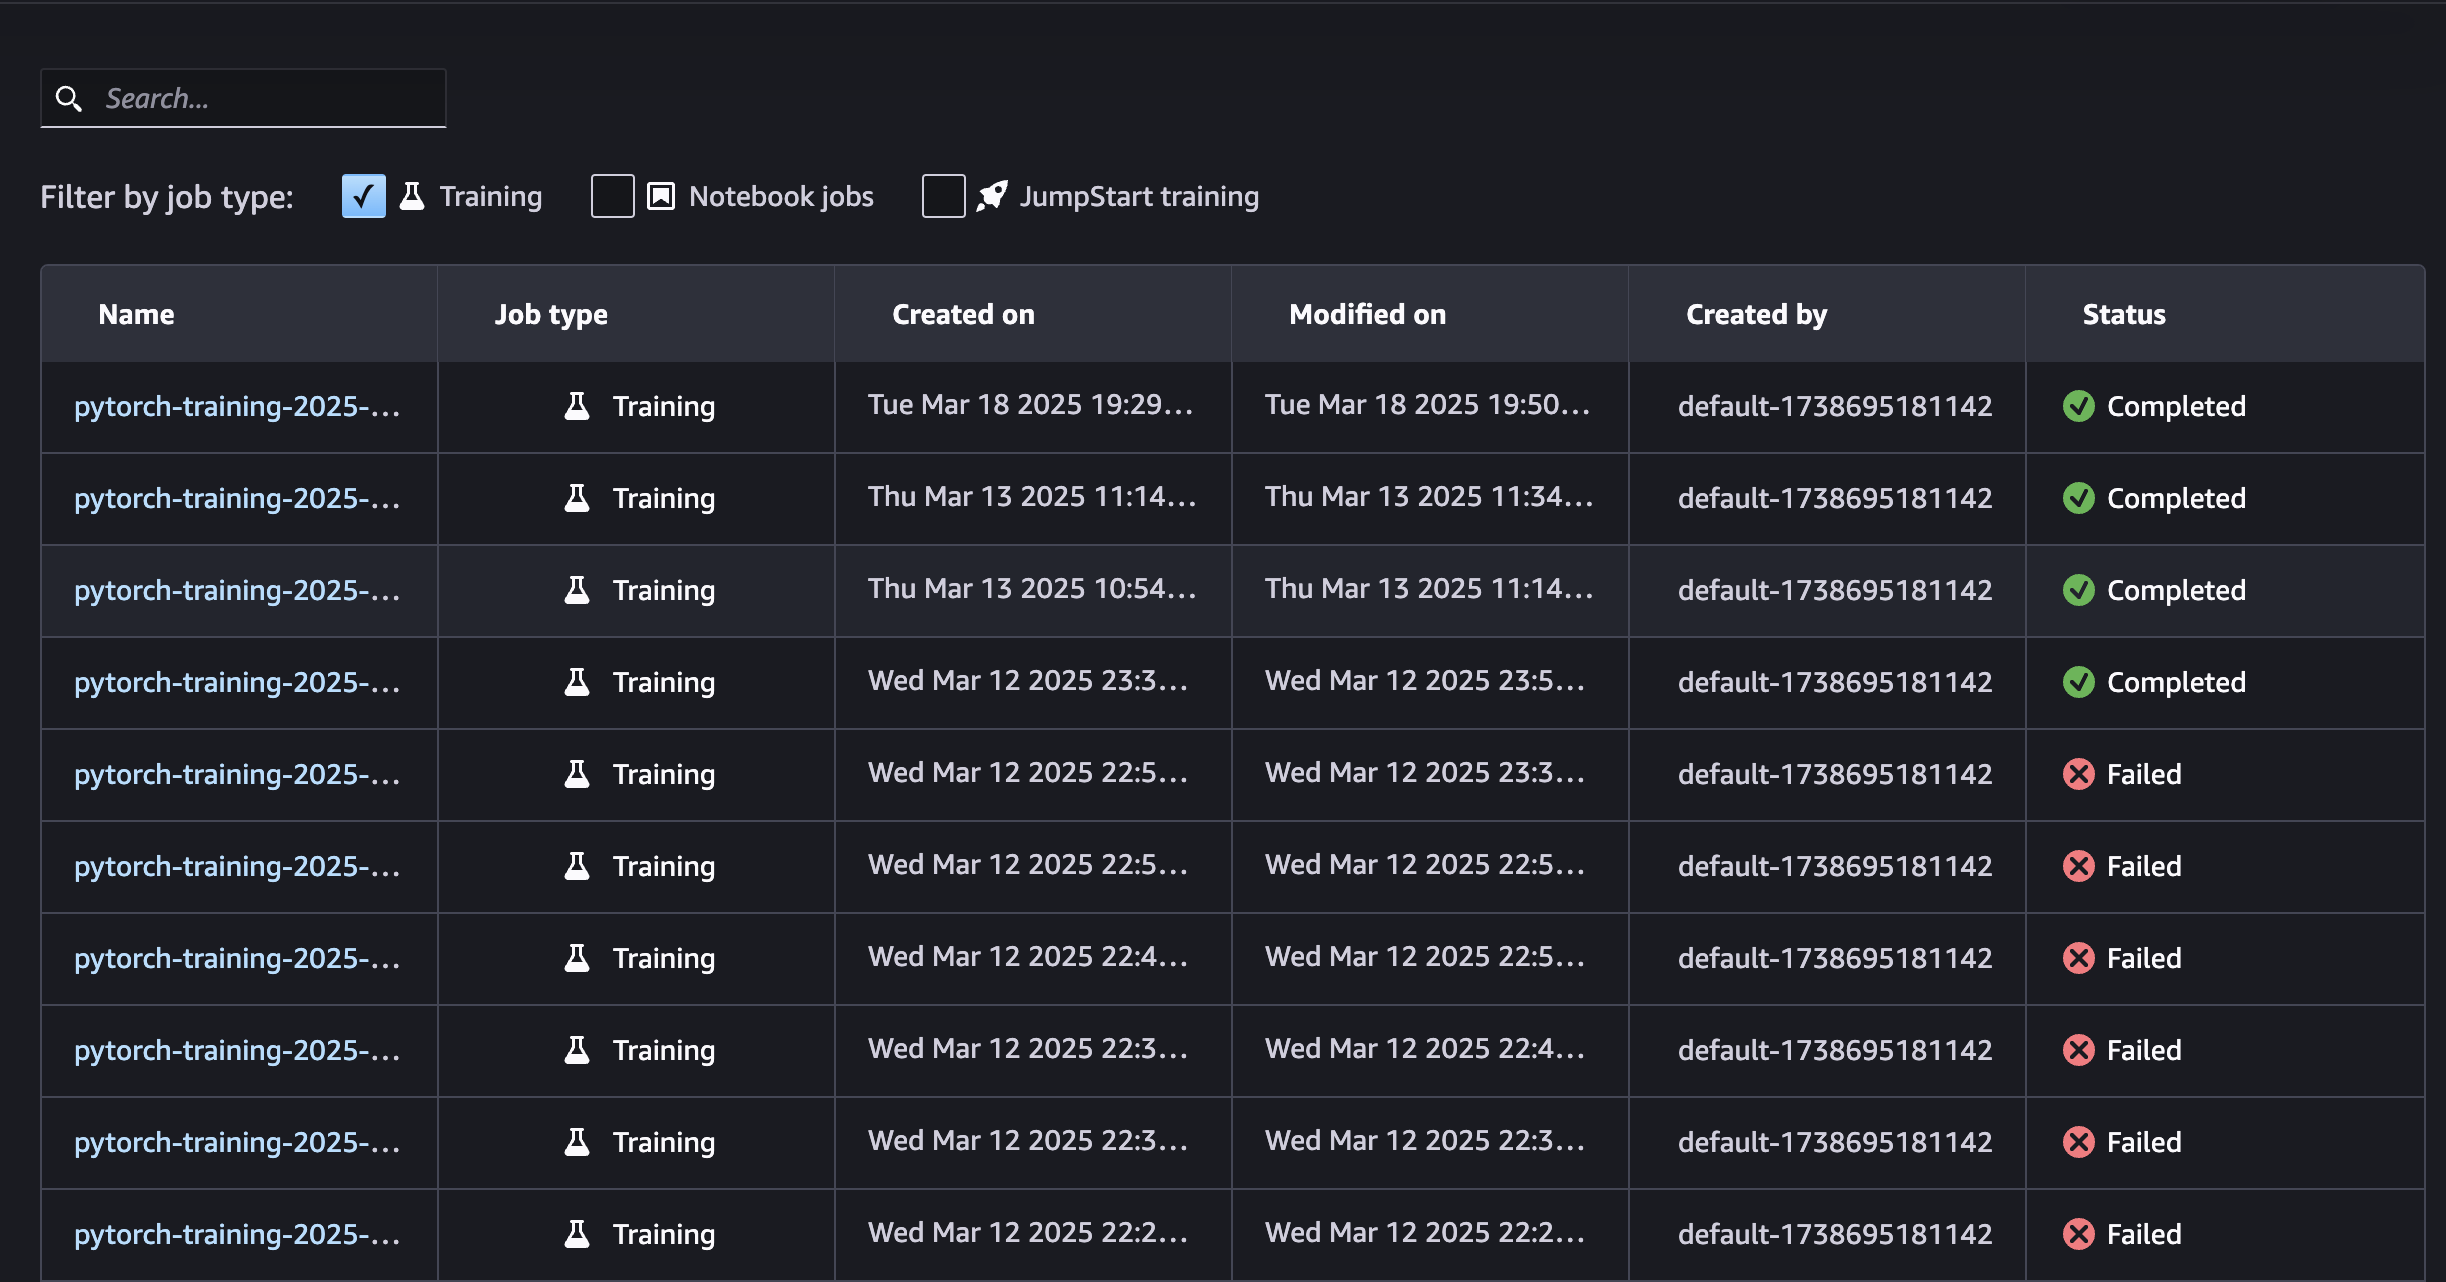 Search...
Filter by job type: Training Notebook jobs JumpStart training
Name Job type Created on Modified on Created by Status
pytorch-training-2025-... Training Tue Mar 18 2025 19:29... Tue Mar 18 2025 19:50... default-1738695181142 Completed
pytorch-training-2025-... Training Thu Mar 13 2025 11:14... Thu Mar 13 2025 11:34... default-1738695181142 Completed
pytorch-training-2025-... Training Thu Mar 13 2025 10:54... Thu Mar 13 2025 11:14... default-1738695181142 Completed
pytorch-training-2025-... Training Wed Mar 12 2025 23:3... Wed Mar 12 2025 23:5... default-1738695181142 Completed
pytorch-training-2025-... Training Wed Mar 12 2025 22:5... Wed Mar 12 2025 23:3... default-1738695181142 Failed
pytorch-training-2025-... Training Wed Mar 12 2025 22:5... Wed Mar 12 2025 22:5... default-1738695181142 Failed
pytorch-training-2025-... Training Wed Mar 12 2025 22:4... Wed Mar 12 2025 22:5... default-1738695181142 Failed
pytorch-training-2025-... Training Wed Mar 12 2025 22:3... Wed Mar 12 2025 22:4... default-1738695181142 Failed
pytorch-training-2025-... Training Wed Mar 12 2025 22:3... Wed Mar 12 2025 22:3... default-1738695181142 Failed
pytorch-training-2025-... Training Wed Mar 12 2025 22:2... Wed Mar 12 2025 22:2... default-1738695181142 Failed